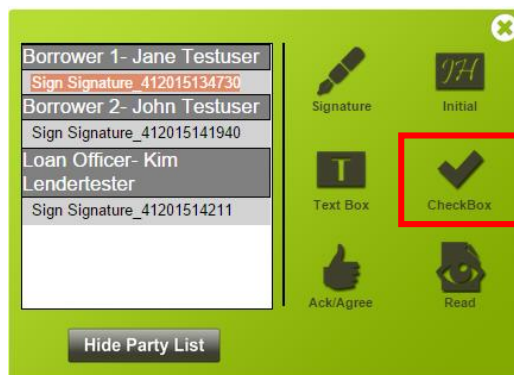 Borrower 1- Jane Testuser
Sign Signature_412015134730
Borrower 2- John Testuser
Sign Signature_412015141940
Loan Officer- Kim
Lendertester
Sign Signature_41201514211
Hide Party List
Signature
JH
Initial
T
Text Box
CheckBox
Ack/Agree
Read